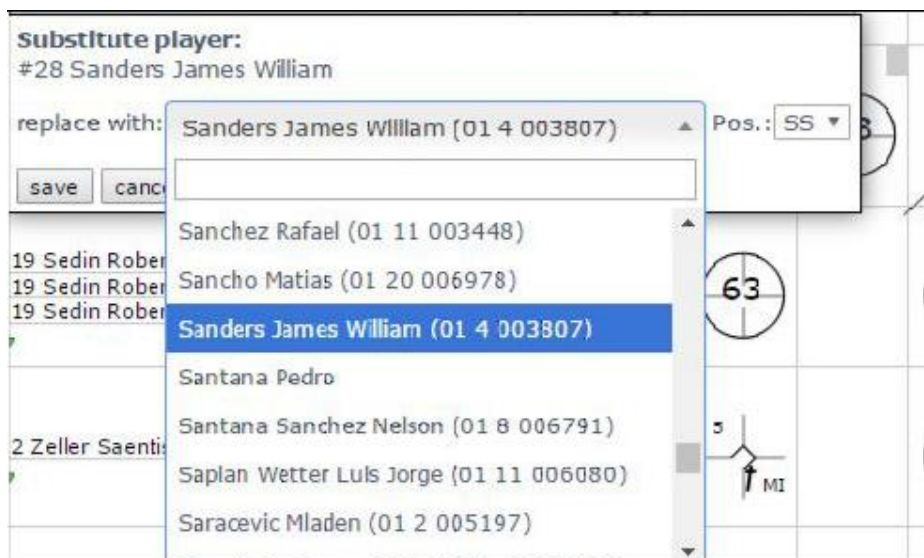 Substitute player:
#28 Sanders James William
replace with: Sanders James William (01 4 003807) Pos.: SS
save canc
Sanchez Rafael (01 11 003448)
19 Sedin Rober
Sancho Matias (01 20 006978)
19 Sedin Rober
63
19 Sedin Rober
Sanders James William (01 4 003807)
Santana Pedro
Santana Sanchez Nelson (01 8 006791)
5
2 Zeller Saenti
Saplan Wetter Luis Jorge (01 11 006080)
MI
Saracevic Mladen (01 2 005197)